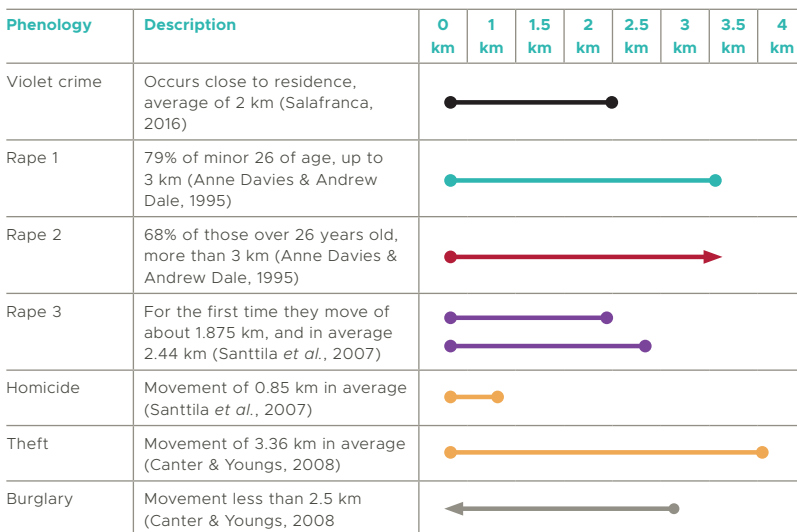 Phenology Description 0 1 1.5 2 2.5 3 3.5 4
km km km km km km km km
Violet crime Occurs close to residence,
average of 2 km (Salafranca,
2016)
Rape 1 79% of minor 26 of age, up to
3 km (Anne Davies & Andrew
Dale, 1995)
Rape 2 68% of those over 26 years old,
more than 3 km (Anne Davies &
Andrew Dale, 1995)
Rape 3 For the first time they move of
about 1.875 km, and in average
2.44 km (Santtila et al., 2007)
Homicide Movement of 0.85 km in average
(Santtila et al., 2007)
Theft Movement of 3.36 km in average
(Canter & Youngs, 2008)
Burglary Movement less than 2.5 km
(Canter & Youngs, 2008